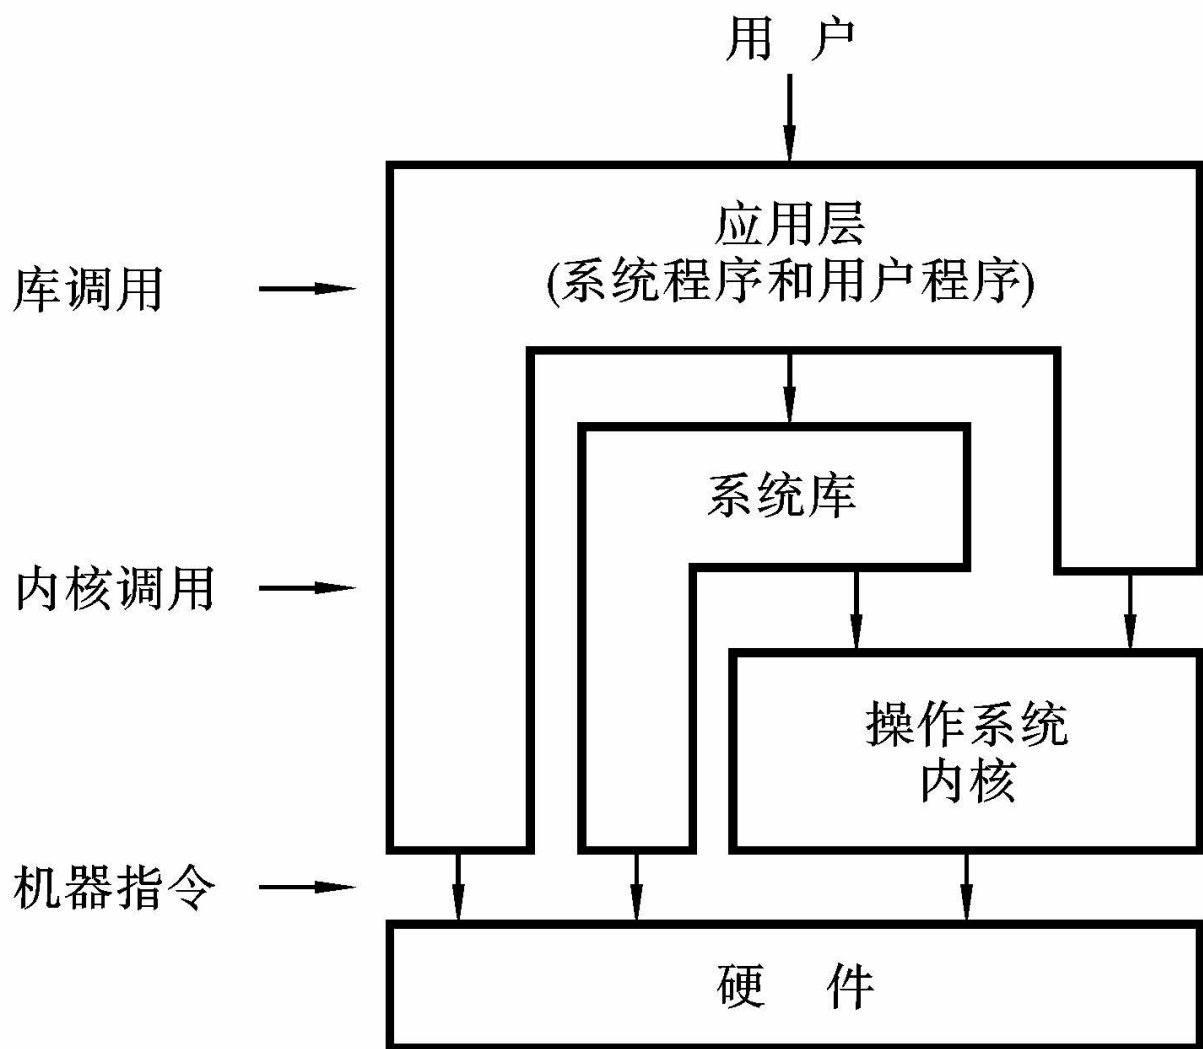 用 户
应用层
(系统程序和用户程序)
库调用
系统库
内核调用
操作系统
内核
机器指令
硬 件